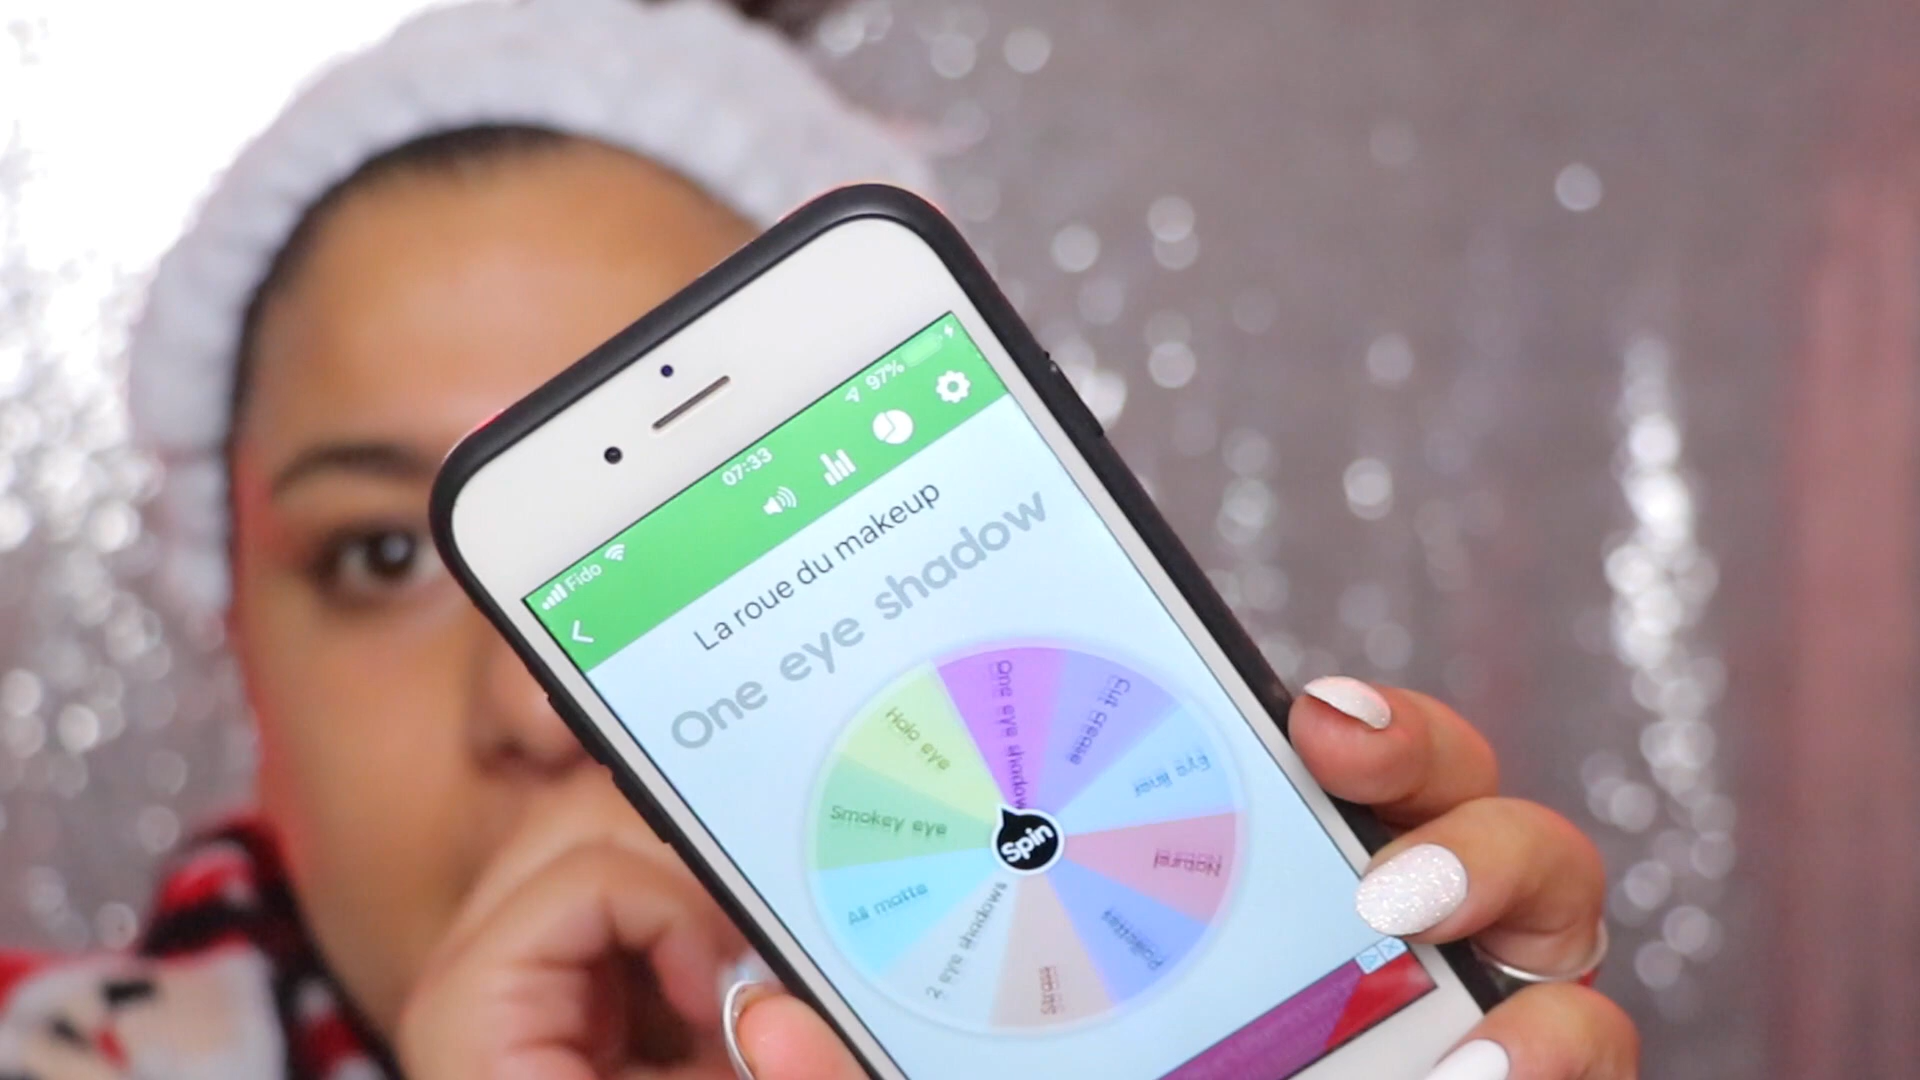 Fido
07:33
97%
La roue du makeup
One eye shadow
One eye shadow
Cut crease
Eye liner
Natural
Palettes
Strass
2 eye shadows
All matte
Smokey eye
Halo eye
Spin